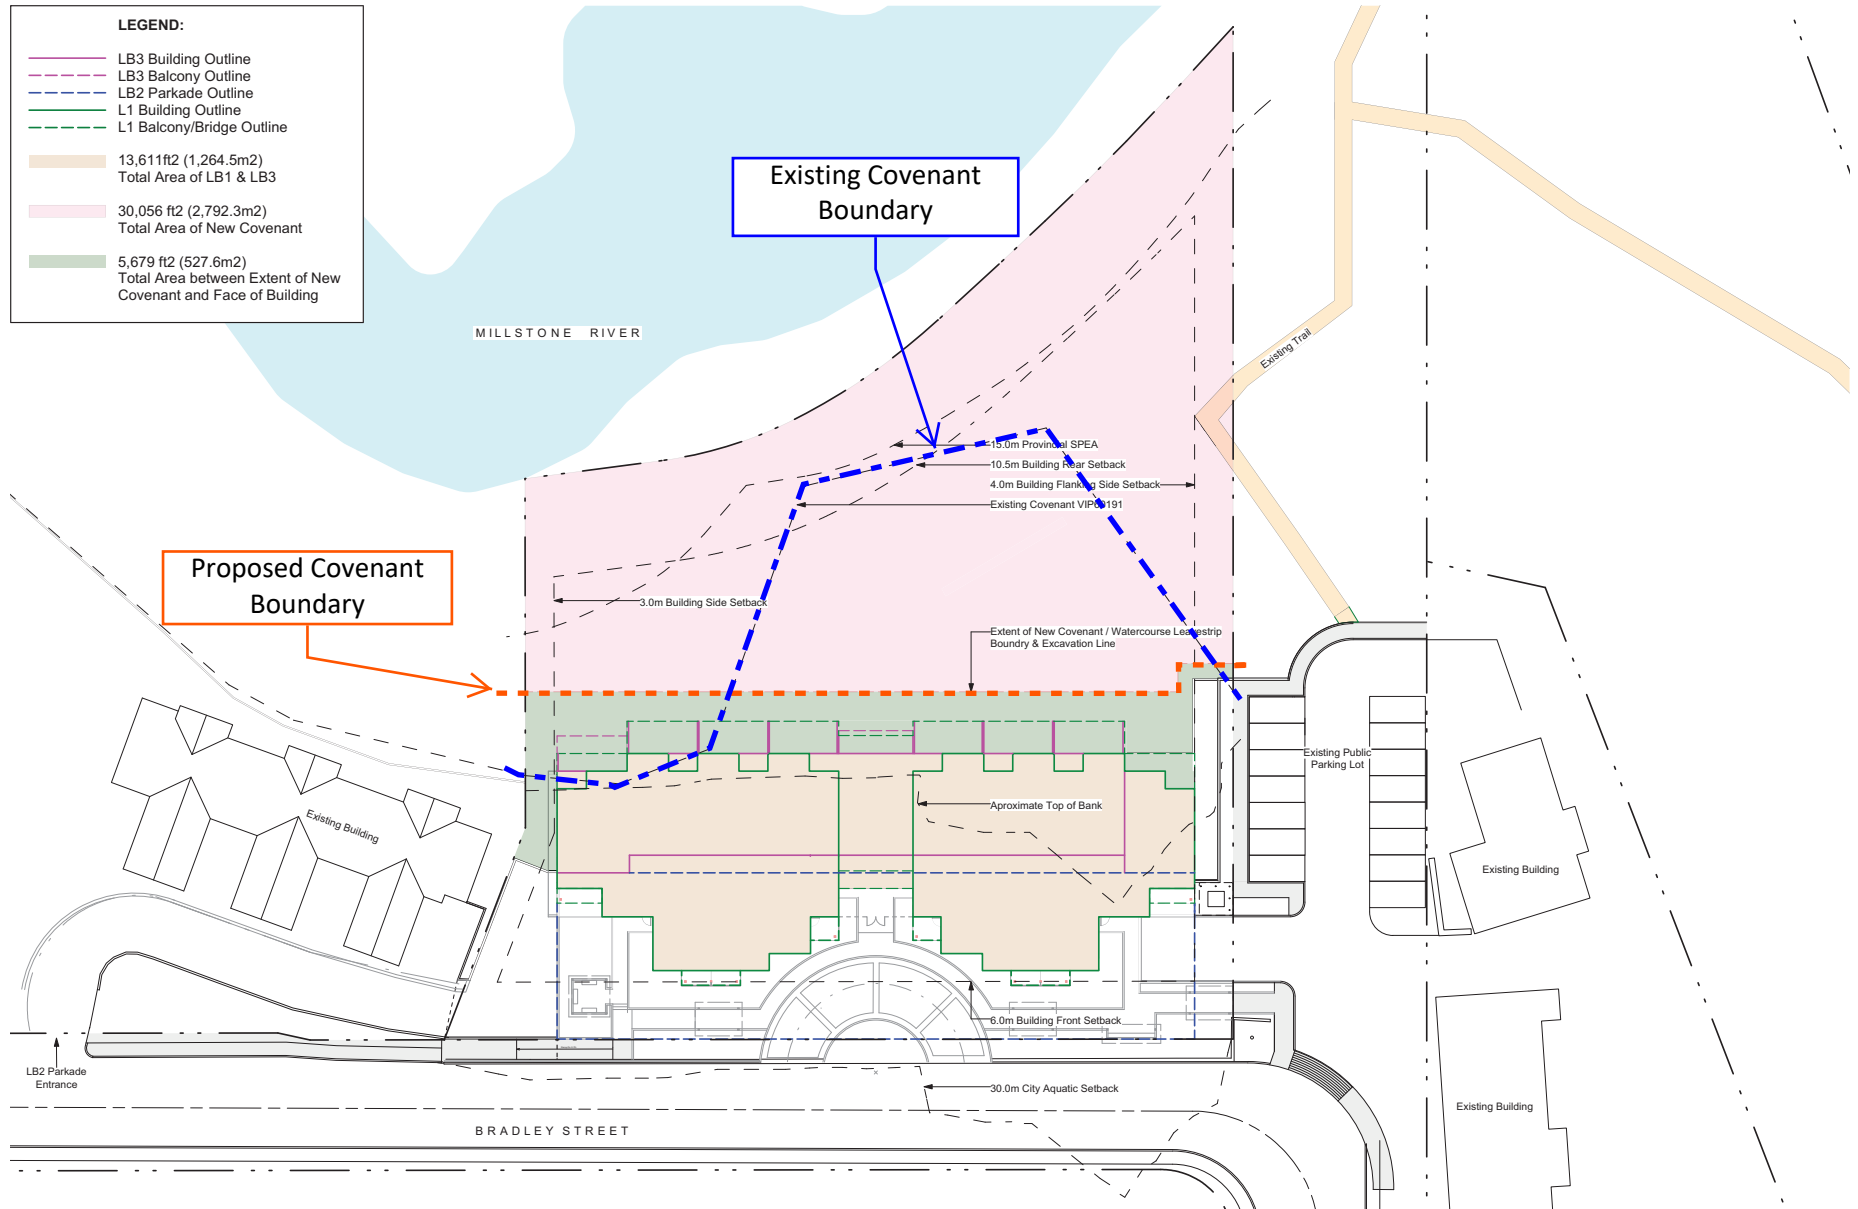 LEGEND:
LB3 Building Outline
LB3 Balcony Outline
LB2 Parkade Outline
L1 Building Outline
L1 Balcony/Bridge Outline
13,611ft2 (1,264.5m2)
Total Area of LB1 & LB3
30,056 ft2 (2,792.3m2)
Total Area of New Covenant
5,679 ft2 (527.6m2)
Total Area between Extent of New
Covenant and Face of Building
Existing Covenant
Boundary
MILLSTONE RIVER
Existing Trail
15.0m Provincial SPEA
10.5m Building Rear Setback
4.0m Building Flanking Side Setback
Existing Covenant VIP60191
Proposed Covenant
Boundary
3.0m Building Side Setback
Extent of New Covenant / Watercourse Leavestrip
Boundry & Excavation Line
Existing Public
Parking Lot
Aproximate Top of Bank
Existing Building
Existing Building
6.0m Building Front Setback
LB2 Parkade
Entrance
30.0m City Aquatic Setback
Existing Building
BRADLEY STREET